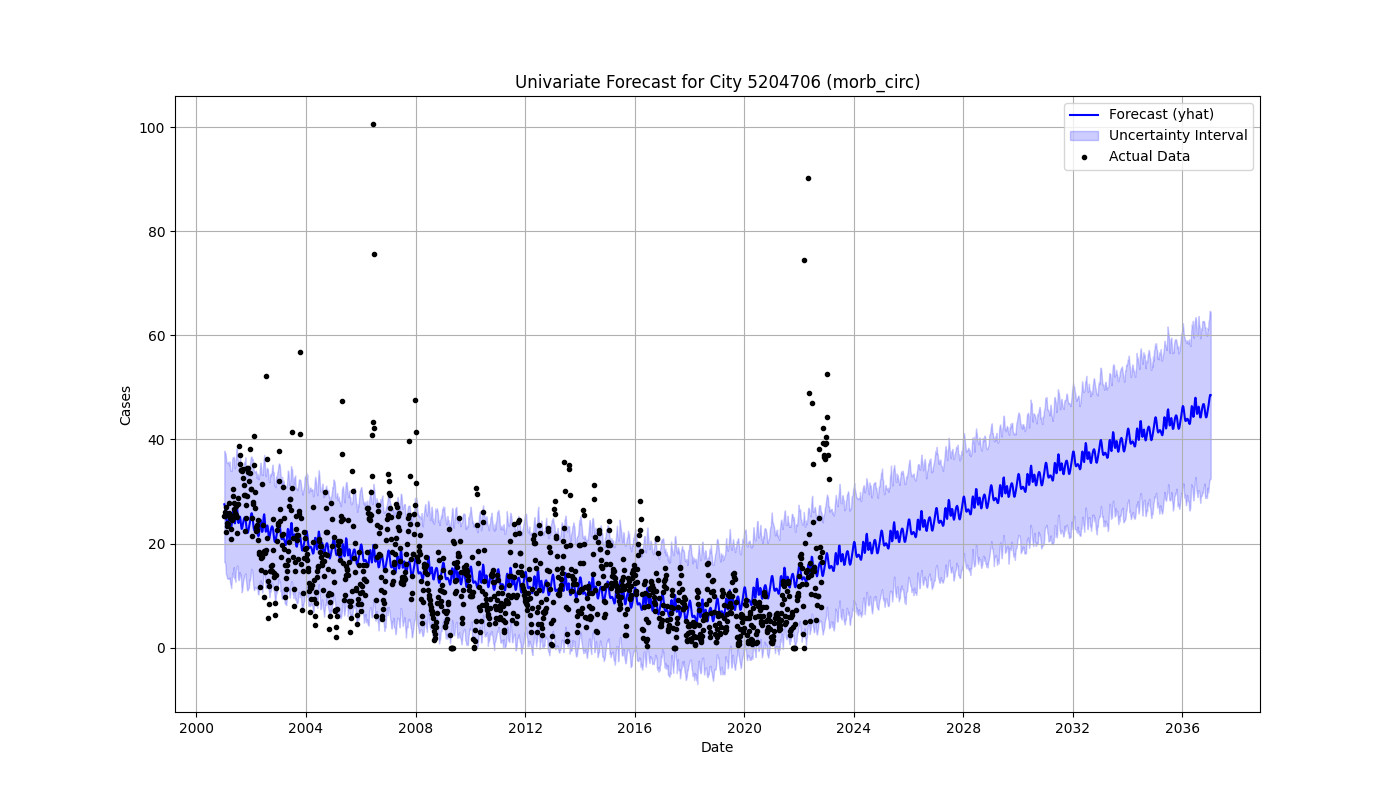 Univariate Forecast for City 5204706 (morb_circ)
Forecast (yhat)
Uncertainty Interval
Actual Data
Cases
100
80
60
40
20
0
2000 2004 2008 2012 2016 2020 2024 2028 2032 2036
Date